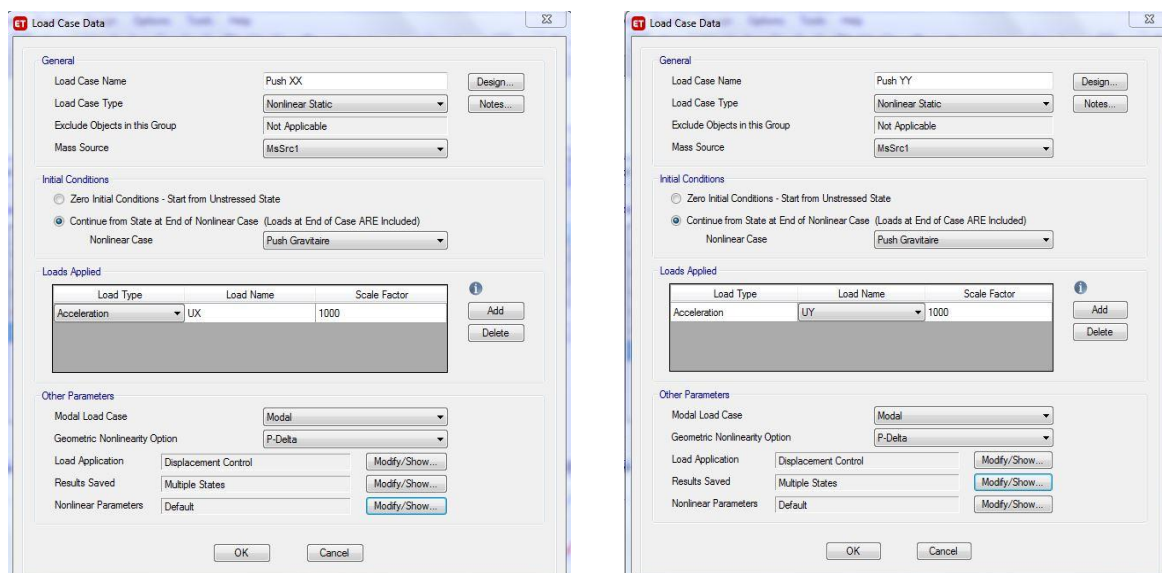 ET Load Case Data
General
Load Case Name Push XX Design...
Load Case Type Nonlinear Static Notes...
Exclude Objects in this Group Not Applicable
Mass Source MsSrc1
Initial Conditions
Zero Initial Conditions - Start from Unstressed State
Continue from State at End of Nonlinear Case (Loads at End of Case ARE Included)
Nonlinear Case Push Gravitaire
Loads Applied
Load Type Load Name Scale Factor
Acceleration UX 1000 Add
Delete
Other Parameters
Modal Load Case Modal
Geometric Nonlinearity Option P-Delta
Load Application Displacement Control Modify/Show...
Results Saved Multiple States Modify/Show...
Nonlinear Parameters Default Modify/Show...
OK Cancel
ET Load Case Data
General
Load Case Name Push YY Design...
Load Case Type Nonlinear Static Notes...
Exclude Objects in this Group Not Applicable
Mass Source MsSrc1
Initial Conditions
Zero Initial Conditions - Start from Unstressed State
Continue from State at End of Nonlinear Case (Loads at End of Case ARE Included)
Nonlinear Case Push Gravitaire
Loads Applied
Load Type Load Name Scale Factor
Acceleration UY 1000 Add
Delete
Other Parameters
Modal Load Case Modal
Geometric Nonlinearity Option P-Delta
Load Application Displacement Control Modify/Show...
Results Saved Multiple States Modify/Show...
Nonlinear Parameters Default Modify/Show...
OK Cancel